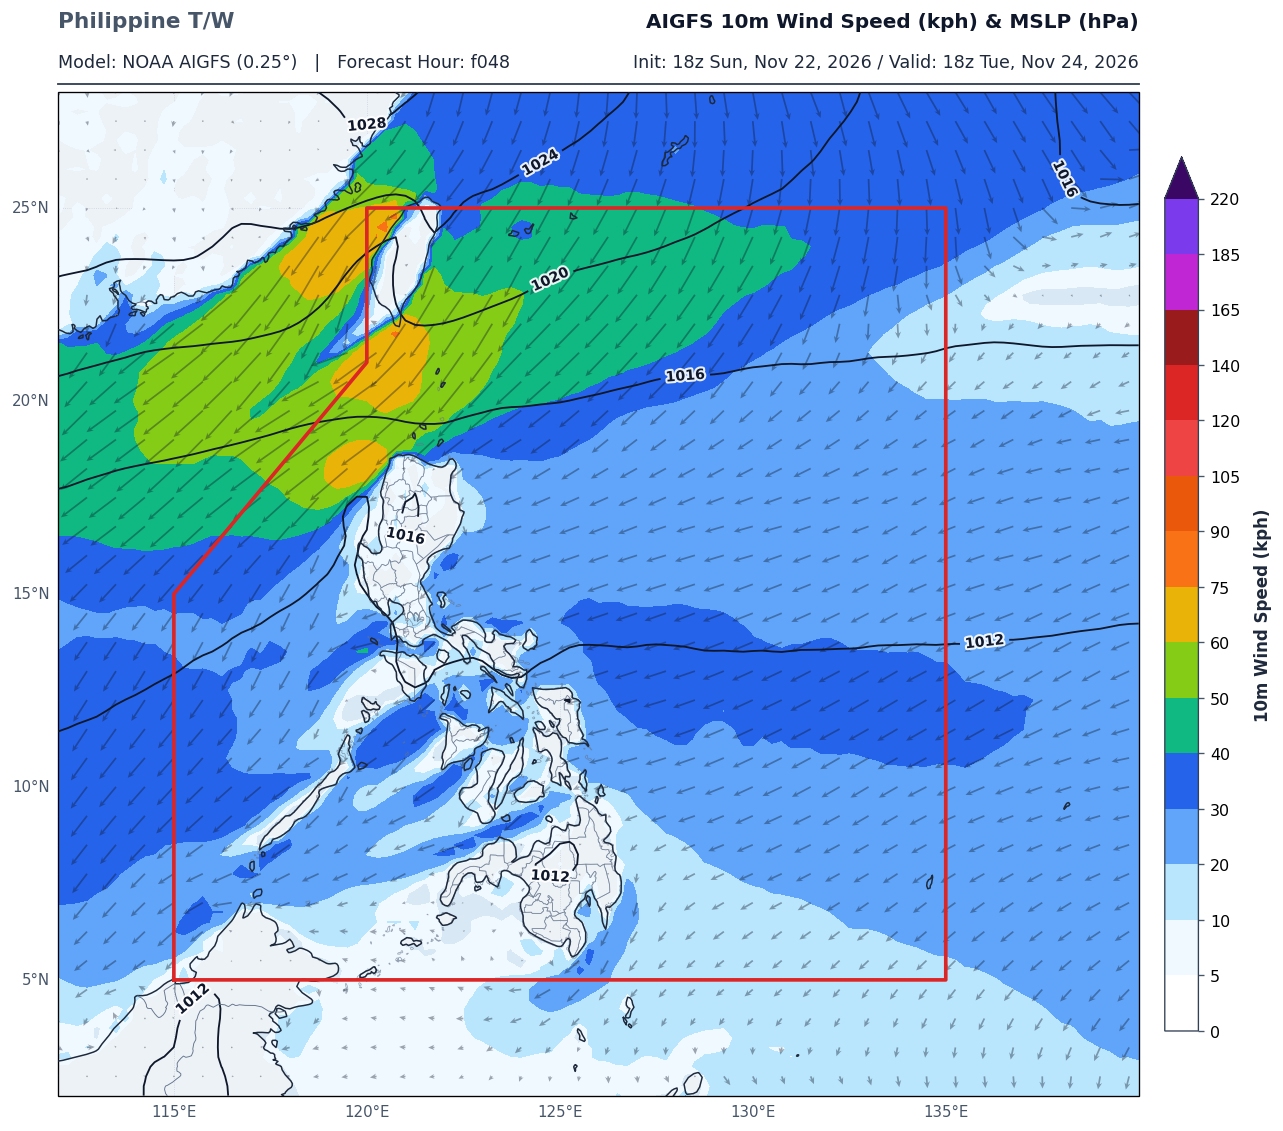 Philippine T/W
AIGFS 10m Wind Speed (kph) & MSLP (hPa)
Model: NOAA AIGFS (0.25°) | Forecast Hour: f048
Init: 18z Sun, Nov 22, 2026 / Valid: 18z Tue, Nov 24, 2026
1028
1024
1016
25°N
1020
1016
20°N
1016
15°N
1012
10°N
1012
5°N
1012
115°E
120°E
125°E
130°E
135°E
220
185
165
140
120
105
90
75
60
50
40
30
20
10
5
0
10m Wind Speed (kph)